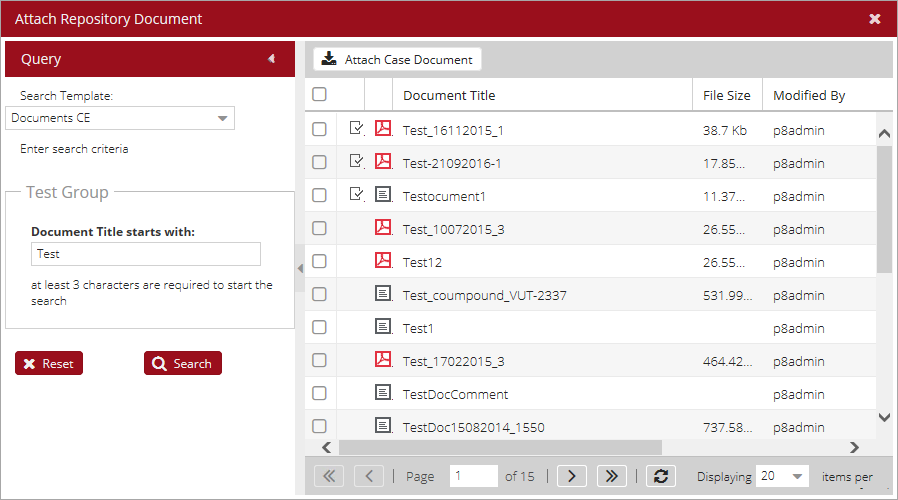 Attach Repository Document
Query
Search Template:
Documents CE
Enter search criteria
Test Group
Document Title starts with:
Test
at least 3 characters are required to start the
search
Reset
Search
Attach Case Document
Document Title File Size Modified By
Test_16112015_1 38.7 Kb p8admin
Test-21092016-1 17.85... p8admin
Testocument1 11.37... p8admin
Test_10072015_3 26.55... p8admin
Test12 26.55... p8admin
Test_coumpound_VUT-2337 531.99... p8admin
Test1 p8admin
Test_17022015_3 464.42... p8admin
TestDocComment p8admin
TestDoc15082014_1550 737.58... p8admin
Page 1 of 15 Displaying 20 items per